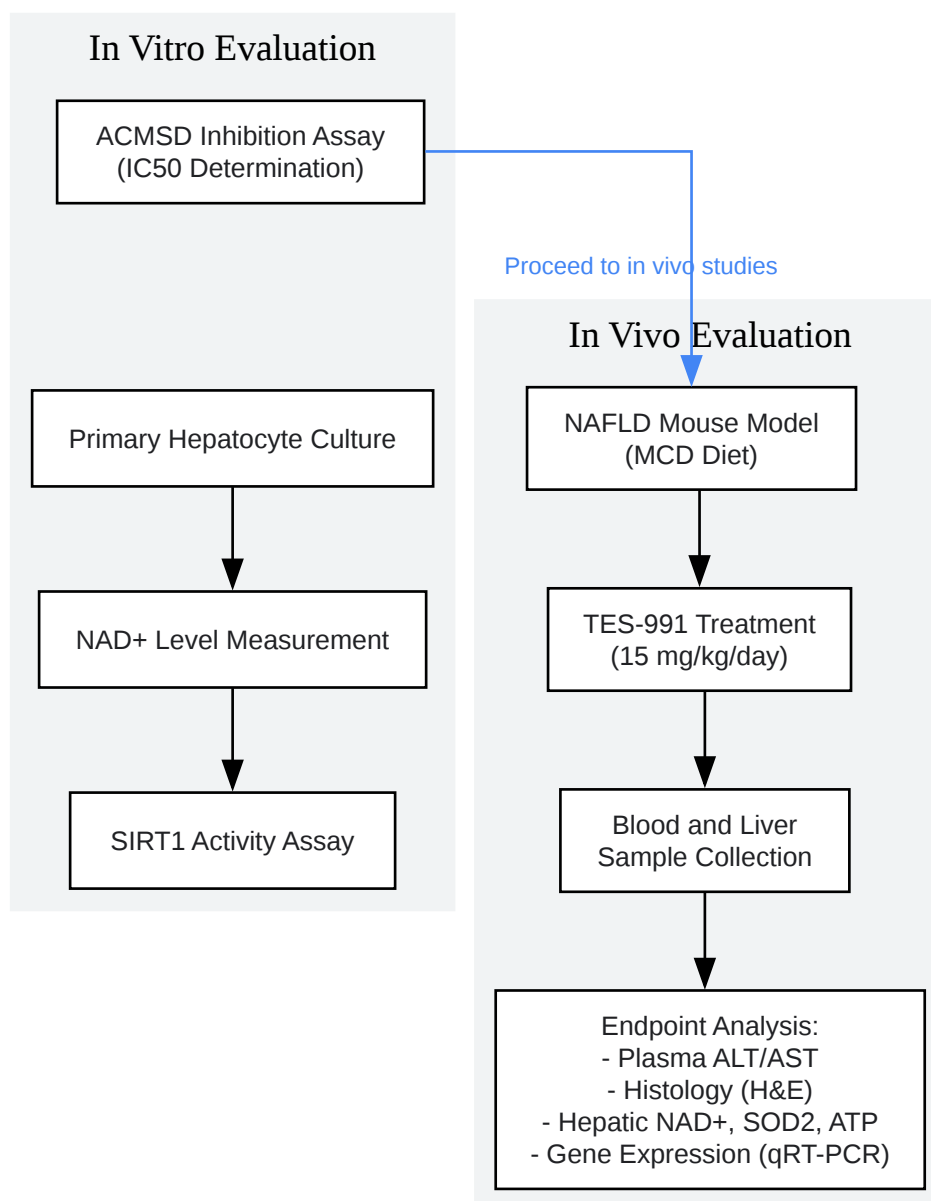 In Vitro Evaluation
ACMSD Inhibition Assay
(IC50 Determination)
Primary Hepatocyte Culture
NAD+ Level Measurement
SIRT1 Activity Assay
Proceed to in vivo studies
In Vivo Evaluation
NAFLD Mouse Model
(MCD Diet)
TES-991 Treatment
(15 mg/kg/day)
Blood and Liver
Sample Collection
Endpoint Analysis:
- Plasma ALT/AST
- Histology (H&E)
- Hepatic NAD+, SOD2, ATP
- Gene Expression (qRT-PCR)